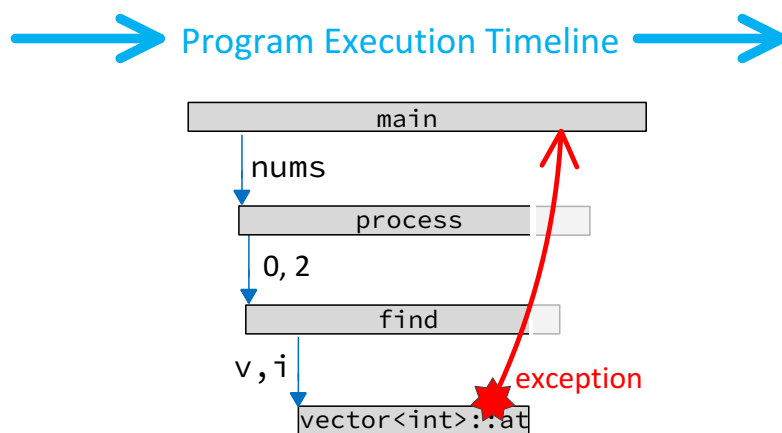 Program Execution Timeline
main
nums
process
0, 2
find
v,i
exception
vector<int>::at